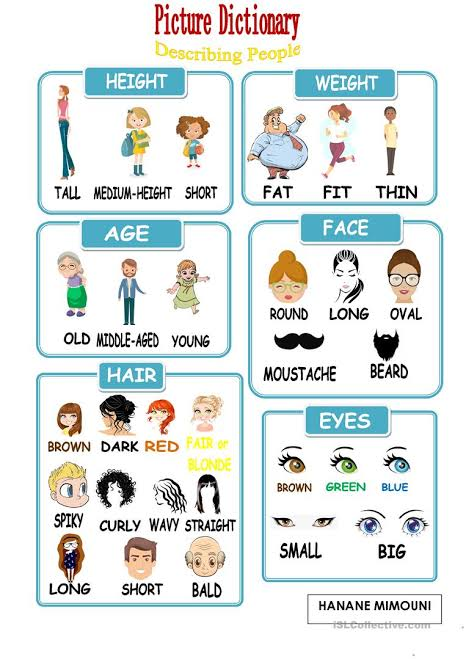 Picture Dictionary
Describing People
HEIGHT
TALL MEDIUM-HEIGHT SHORT
WEIGHT
FAT FIT THIN
AGE
OLD MIDDLE-AGED YOUNG
FACE
ROUND LONG OVAL
MOUSTACHE BEARD
HAIR
BROWN DARK RED FAIR or
BLONDE
SPIKY CURLY WAVY STRAIGHT
LONG SHORT BALD
EYES
BROWN GREEN BLUE
SMALL BIG
HANANE MIMOUNI
iSLCollective.com